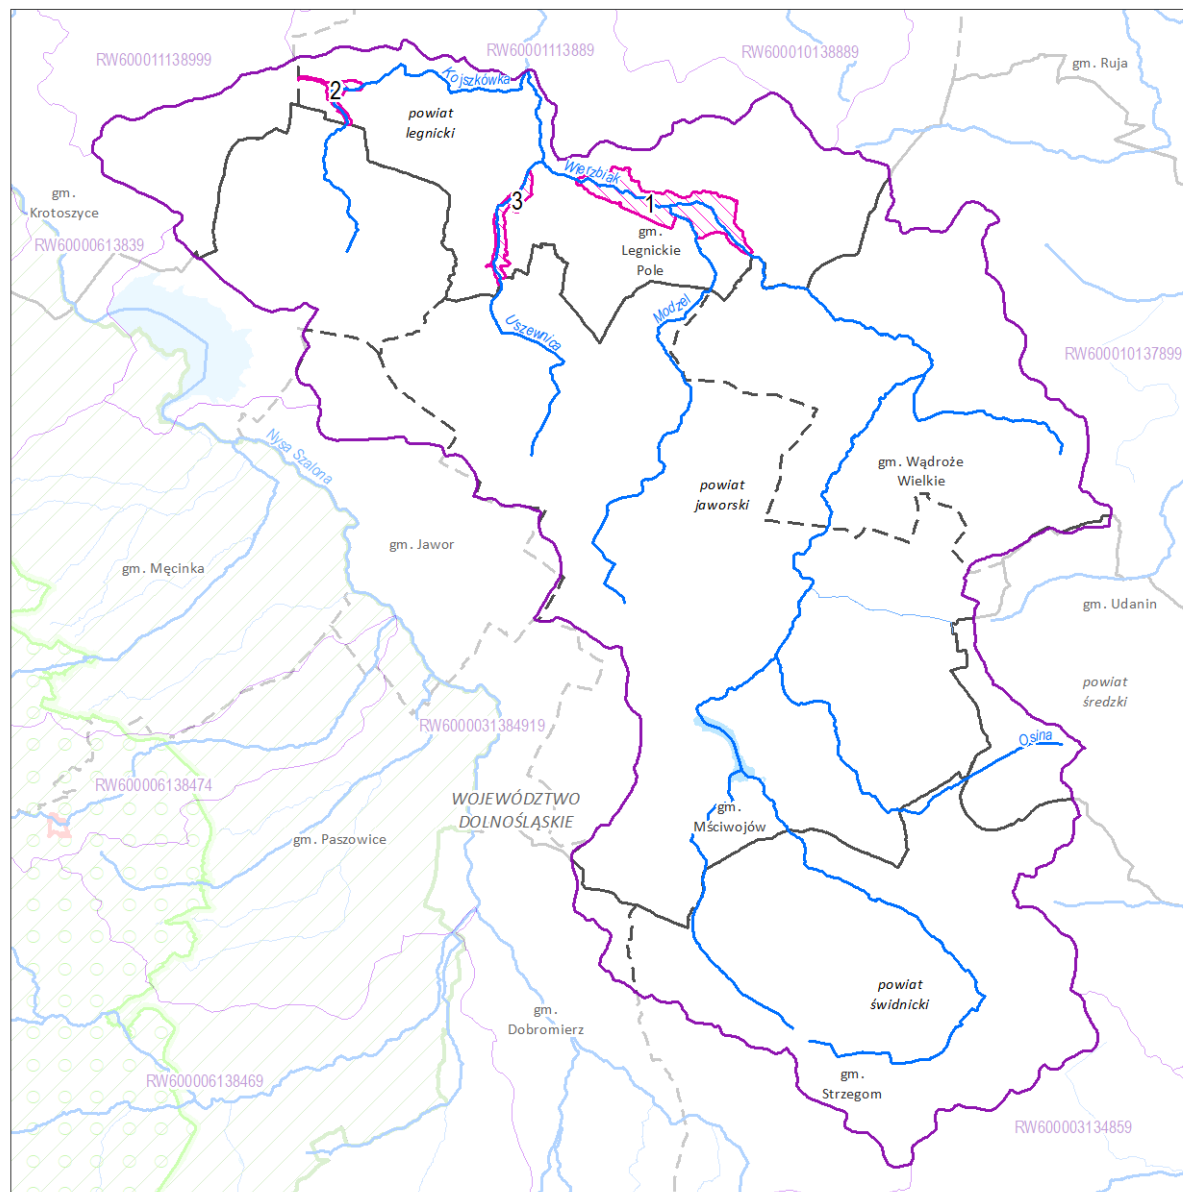 RW600011138999
RW60001113889
RW600010138889
gm. Ruja
Kojszkówka
2
powiat
legnicki
Wierzbiak
gm.
Krotoszyce
3
1
RW60000613839
gm.
Legnickie
Pole
Modzel
Uszewnica
RW600010137899
Nysa Szalona
gm. Wądroże
Wielkie
powiat
jaworski
gm. Jawor
gm. Męcinka
gm. Udanin
powiat
średzki
RW6000031384919
Osina
RW600006138474
WOJEWÓDZTWO
DOLNOŚLĄSKIE
gm.
Mściwojów
gm. Paszowice
powiat
świdnicki
gm.
Dobromierz
RW600006138469
gm.
Strzegom
RW600003134859